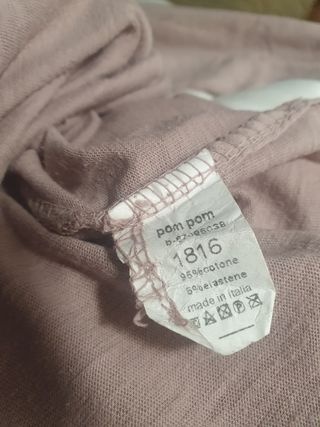 pom pom
1816
95%cotone
5%elastene
made in Italia